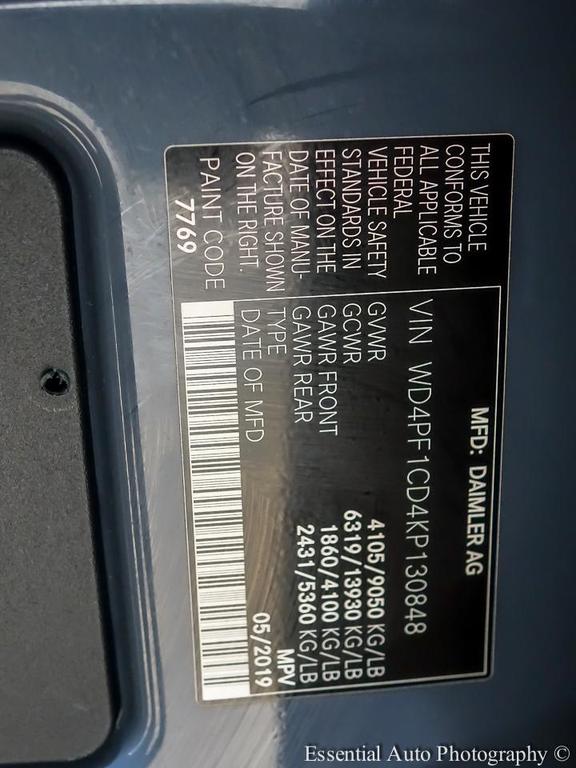 MFD: DAIMLER AG
VIN WD4PF1CD4KP130848
THIS VEHICLE
CONFORMS TO
ALL APPLICABLE
FEDERAL
VEHICLE SAFETY
STANDARDS IN
EFFECT ON THE
DATE OF MANU-
FACTURE SHOWN
ON THE RIGHT.
PAINT CODE
7769
GVWR 4105/9050 KG/LB
GCWR 6319/13930 KG/LB
GAWR FRONT 1860/4100 KG/LB
GAWR REAR 2431/5360 KG/LB
TYPE MPV
DATE OF MFD 05/2019
Essential Auto Photography ©